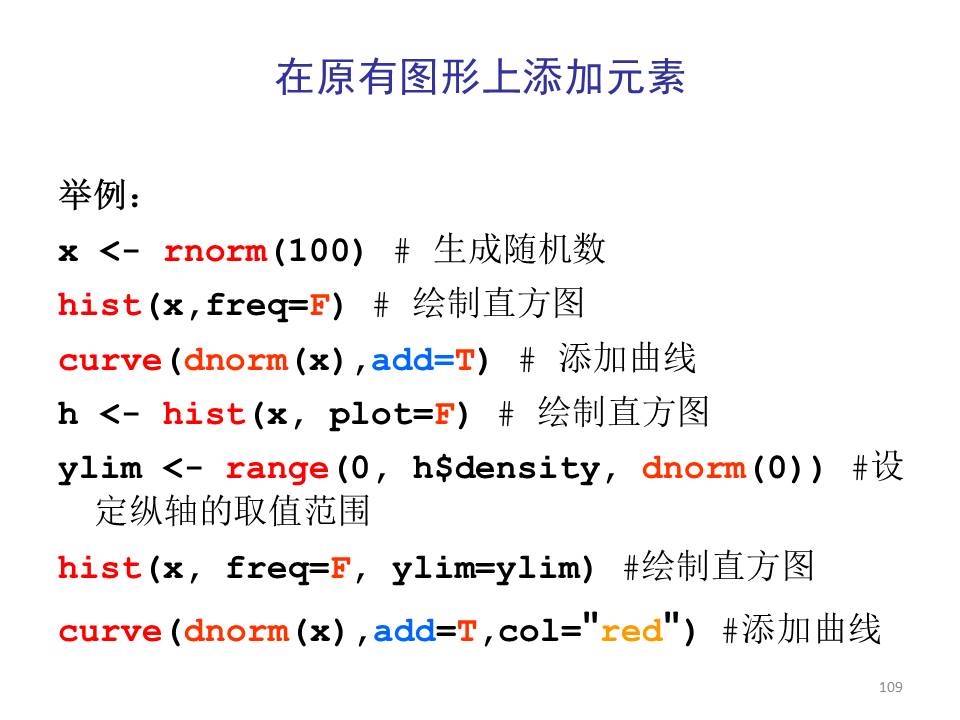 在原有图形上添加元素
举例：
x <- rnorm(100) # 生成随机数
hist(x,freq=F) # 绘制直方图
curve(dnorm(x),add=T) # 添加曲线
h <- hist(x, plot=F) # 绘制直方图
ylim <- range(0, h$density, dnorm(0)) #设
定纵轴的取值范围
hist(x, freq=F, ylim=ylim) #绘制直方图
curve(dnorm(x),add=T,col="red") #添加曲线
109